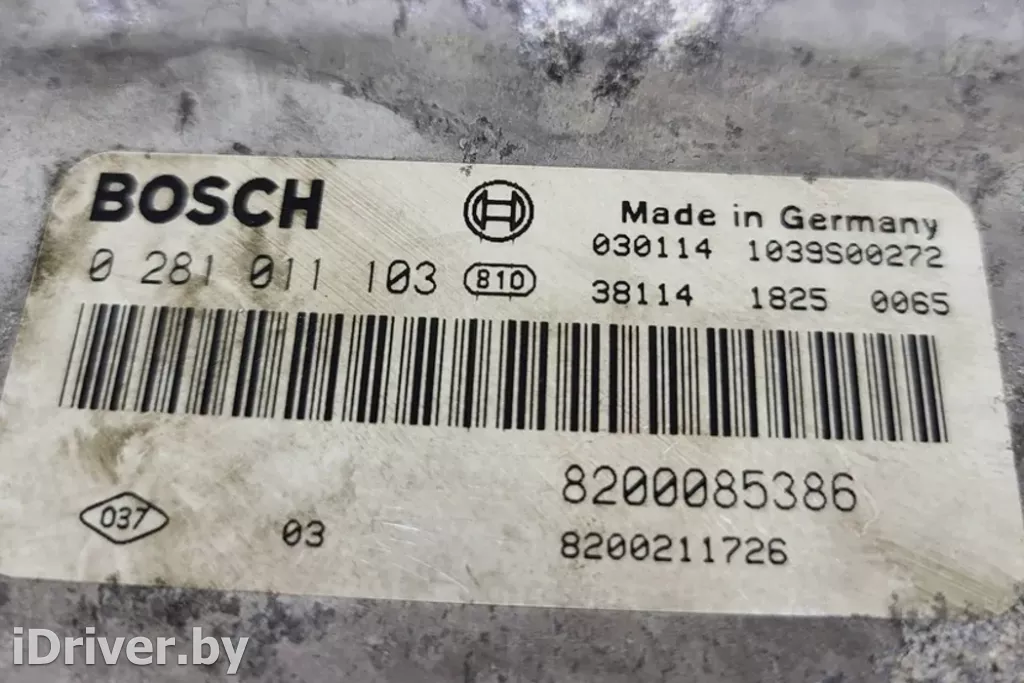 BOSCH
Made in Germany
0 281 011 103 810
030114 1039S00272
38114 1825 0065
8200085386
037 03
8200211726
iDriver.by